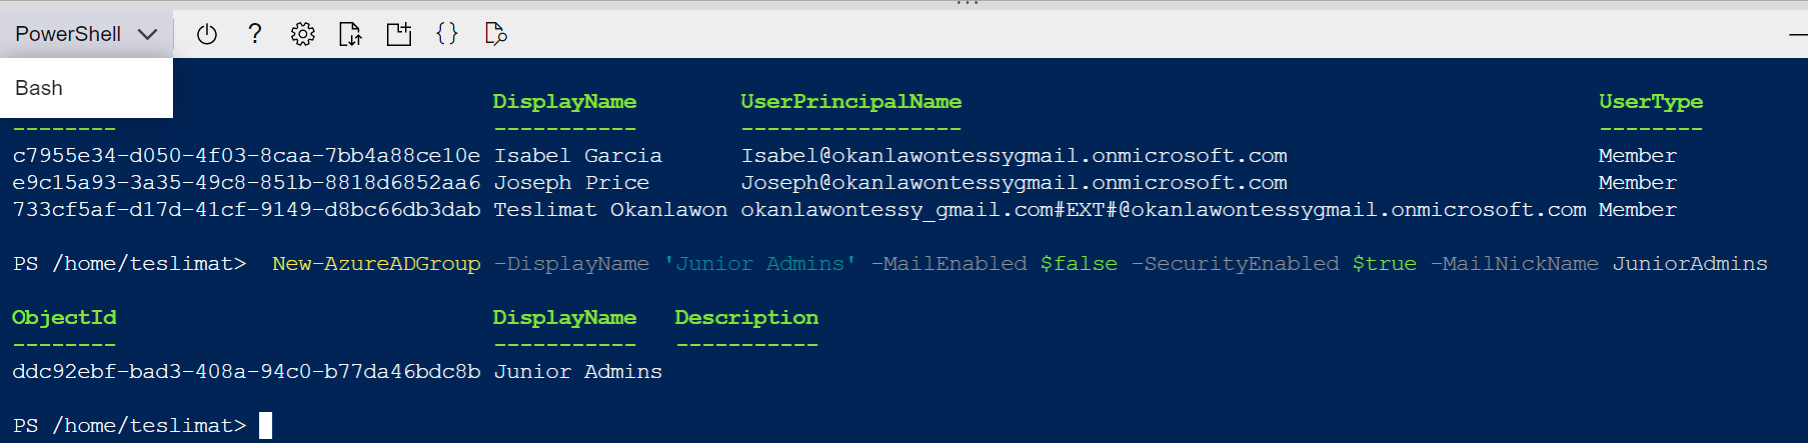 PowerShell ?  {}
Bash
DisplayName UserPrincipalName UserType
-------- ----------- ----------------- --------
c7955e34-d050-4f03-8caa-7bb4a88ce10e Isabel Garcia Isabel@okanlawontessygmail.onmicrosoft.com Member
e9c15a93-3a35-49c8-851b-8818d6852aa6 Joseph Price Joseph@okanlawontessygmail.onmicrosoft.com Member
733cf5af-d17d-41cf-9149-d8bc66db3dab Teslimat Okanlawon okanlawontessy_gmail.com#EXT#@okanlawontessygmail.onmicrosoft.com Member
PS /home/teslimat> New-AzureADGroup -DisplayName 'Junior Admins' -MailEnabled $false -SecurityEnabled $true -MailNickName JuniorAdmins
ObjectId DisplayName Description
-------- ----------- -----------
ddc92ebf-bad3-408a-94c0-b77da46bdc8b Junior Admins
PS /home/teslimat>